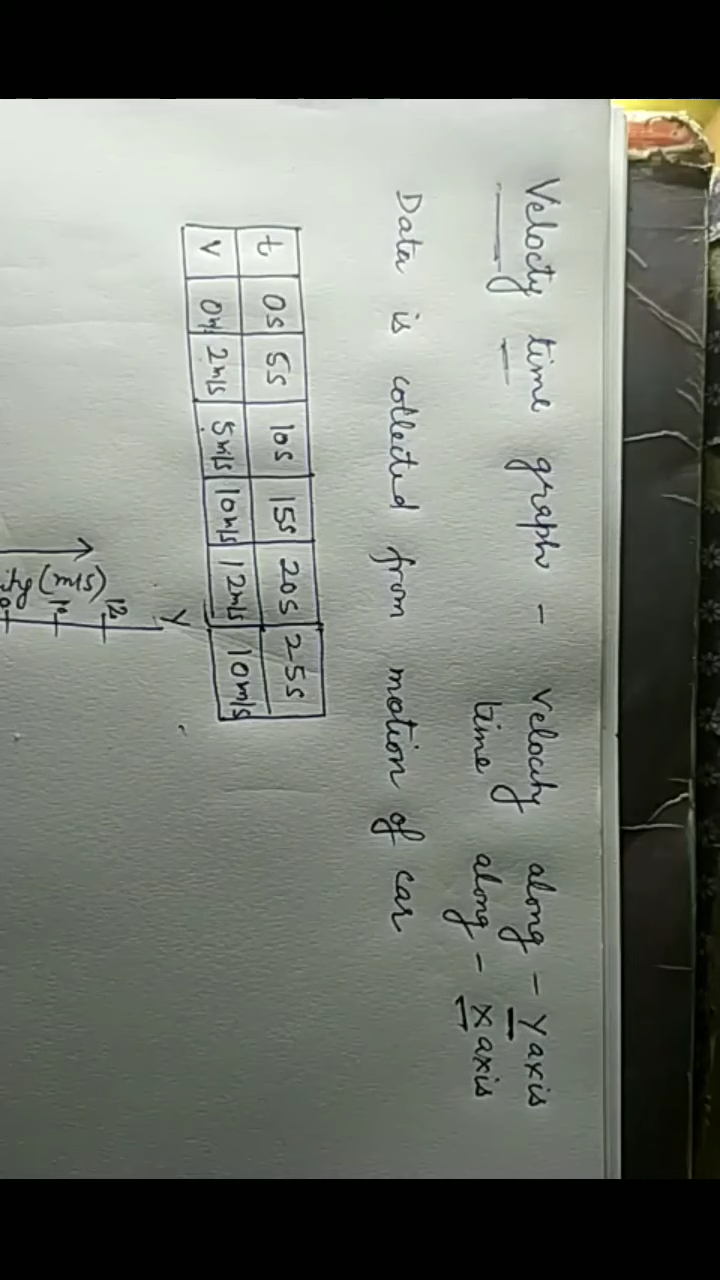 Velocty time graph - Velocity along - Y axis
time along - X axis
Data is collected from motion of car
t 0s 5s 10s 15s 20s 25s
v 0m 2m/s 5m/s 10m/s 12m/s 10m/s
Y
12
(m/s)
10